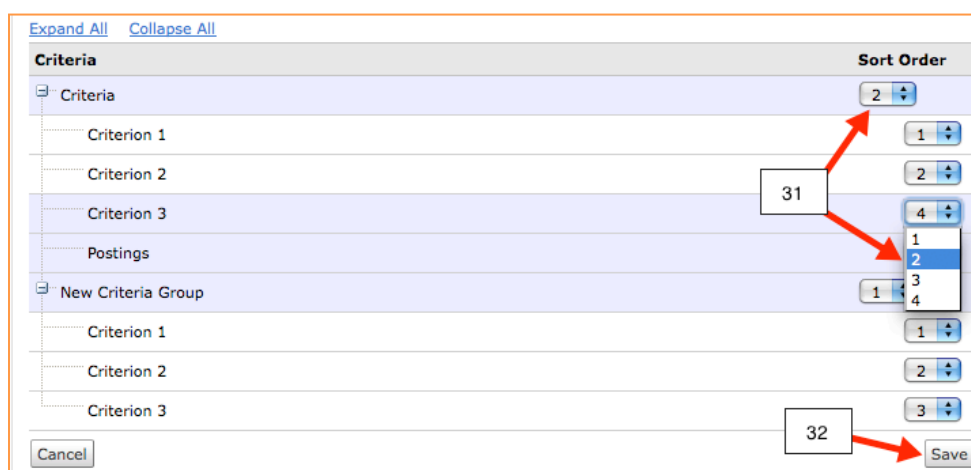 Expand All Collapse All
Criteria Sort Order
Criteria 2
Criterion 1 1
Criterion 2 2
31
Criterion 3 4
1
2
3
4
Postings
New Criteria Group 1
Criterion 1 1
Criterion 2 2
Criterion 3 3
32
Cancel Save